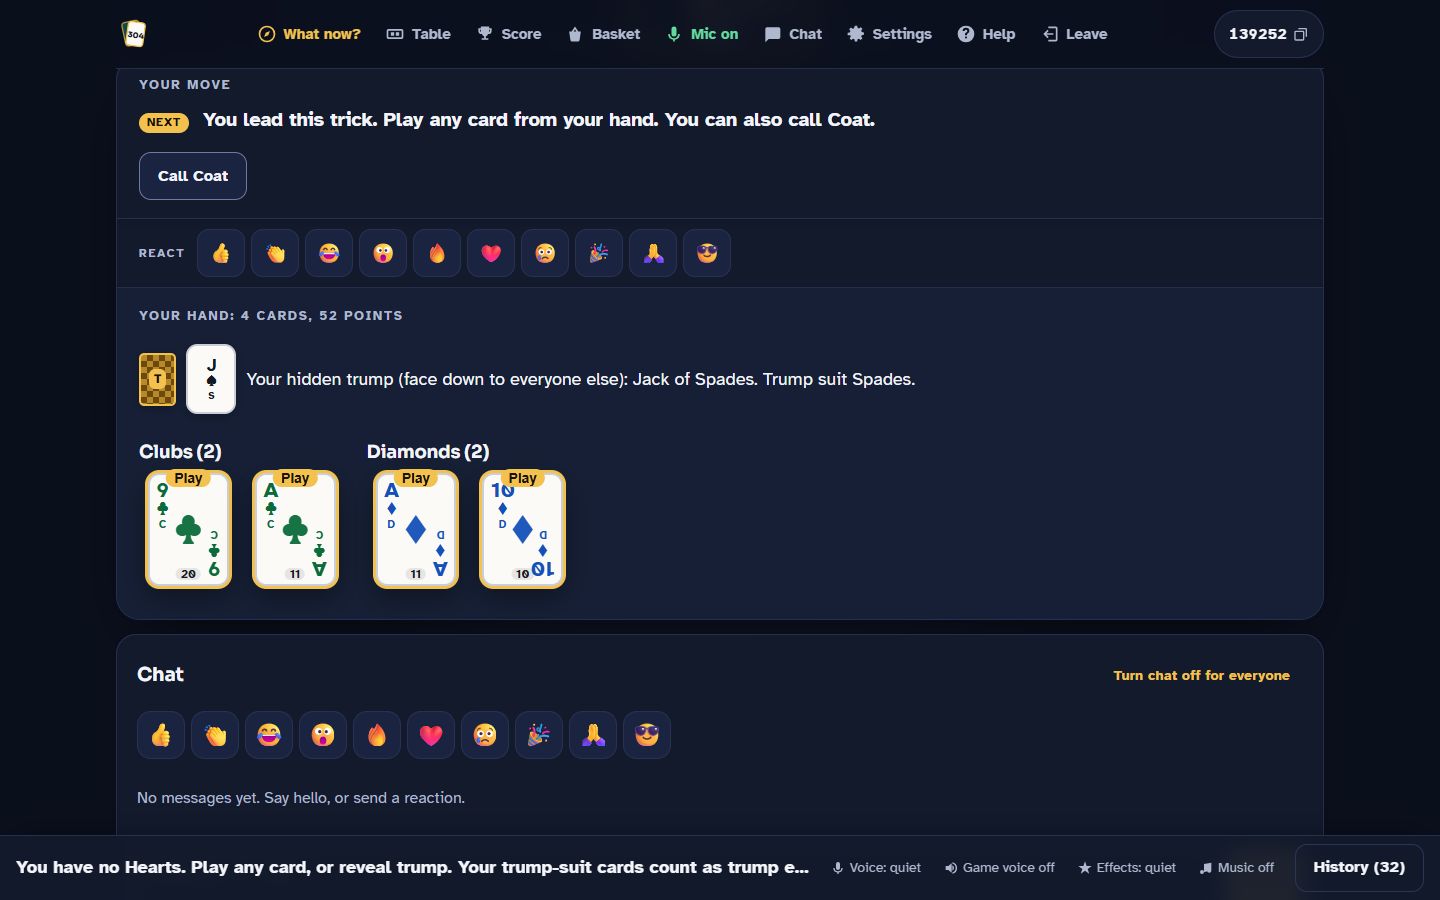 304
What now?
Table
Score
Basket
Mic on
Chat
Settings
Help
Leave
139252
YOUR MOVE
NEXT
You lead this trick. Play any card from your hand. You can also call Coat.
Call Coat
REACT
YOUR HAND: 4 CARDS, 52 POINTS
T
J
S
Your hidden trump (face down to everyone else): Jack of Spades. Trump suit Spades.
Clubs (2)
Diamonds (2)
Play
9
C
C
20
9
Play
A
C
C
11
A
Play
A
D
D
11
A
Play
10
D
D
10
10
Chat
Turn chat off for everyone
No messages yet. Say hello, or send a reaction.
You have no Hearts. Play any card, or reveal trump. Your trump-suit cards count as trump e...
Voice: quiet
Game voice off
Effects: quiet
Music off
History (32)